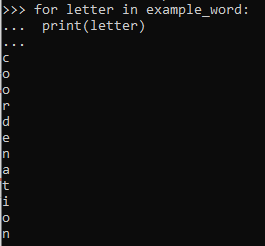 >>> for letter in example_word:
...  print(letter)
...
c
o
o
r
d
e
n
a
t
i
o
n